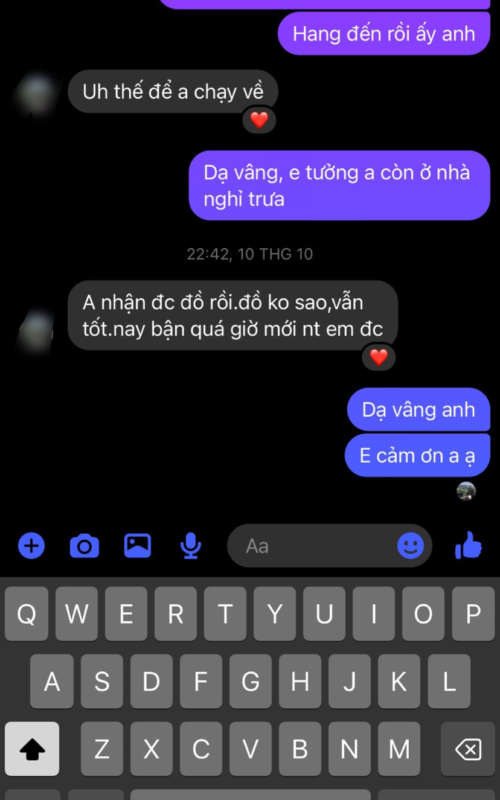 Hang đến rồi ấy anh
Uh thế để a chạy về
Dạ vâng, e tưởng a còn ở nhà
nghỉ trưa
22:42, 10 THG 10
A nhận đc đồ rồi.đồ ko sao,vẫn
tốt.nay bận quá giờ mới nt em đc
Dạ vâng anh
E cảm ơn a ạ
Aa
Q W E R T Y U I O P
A S D F G H J K L
Z X C V B N M